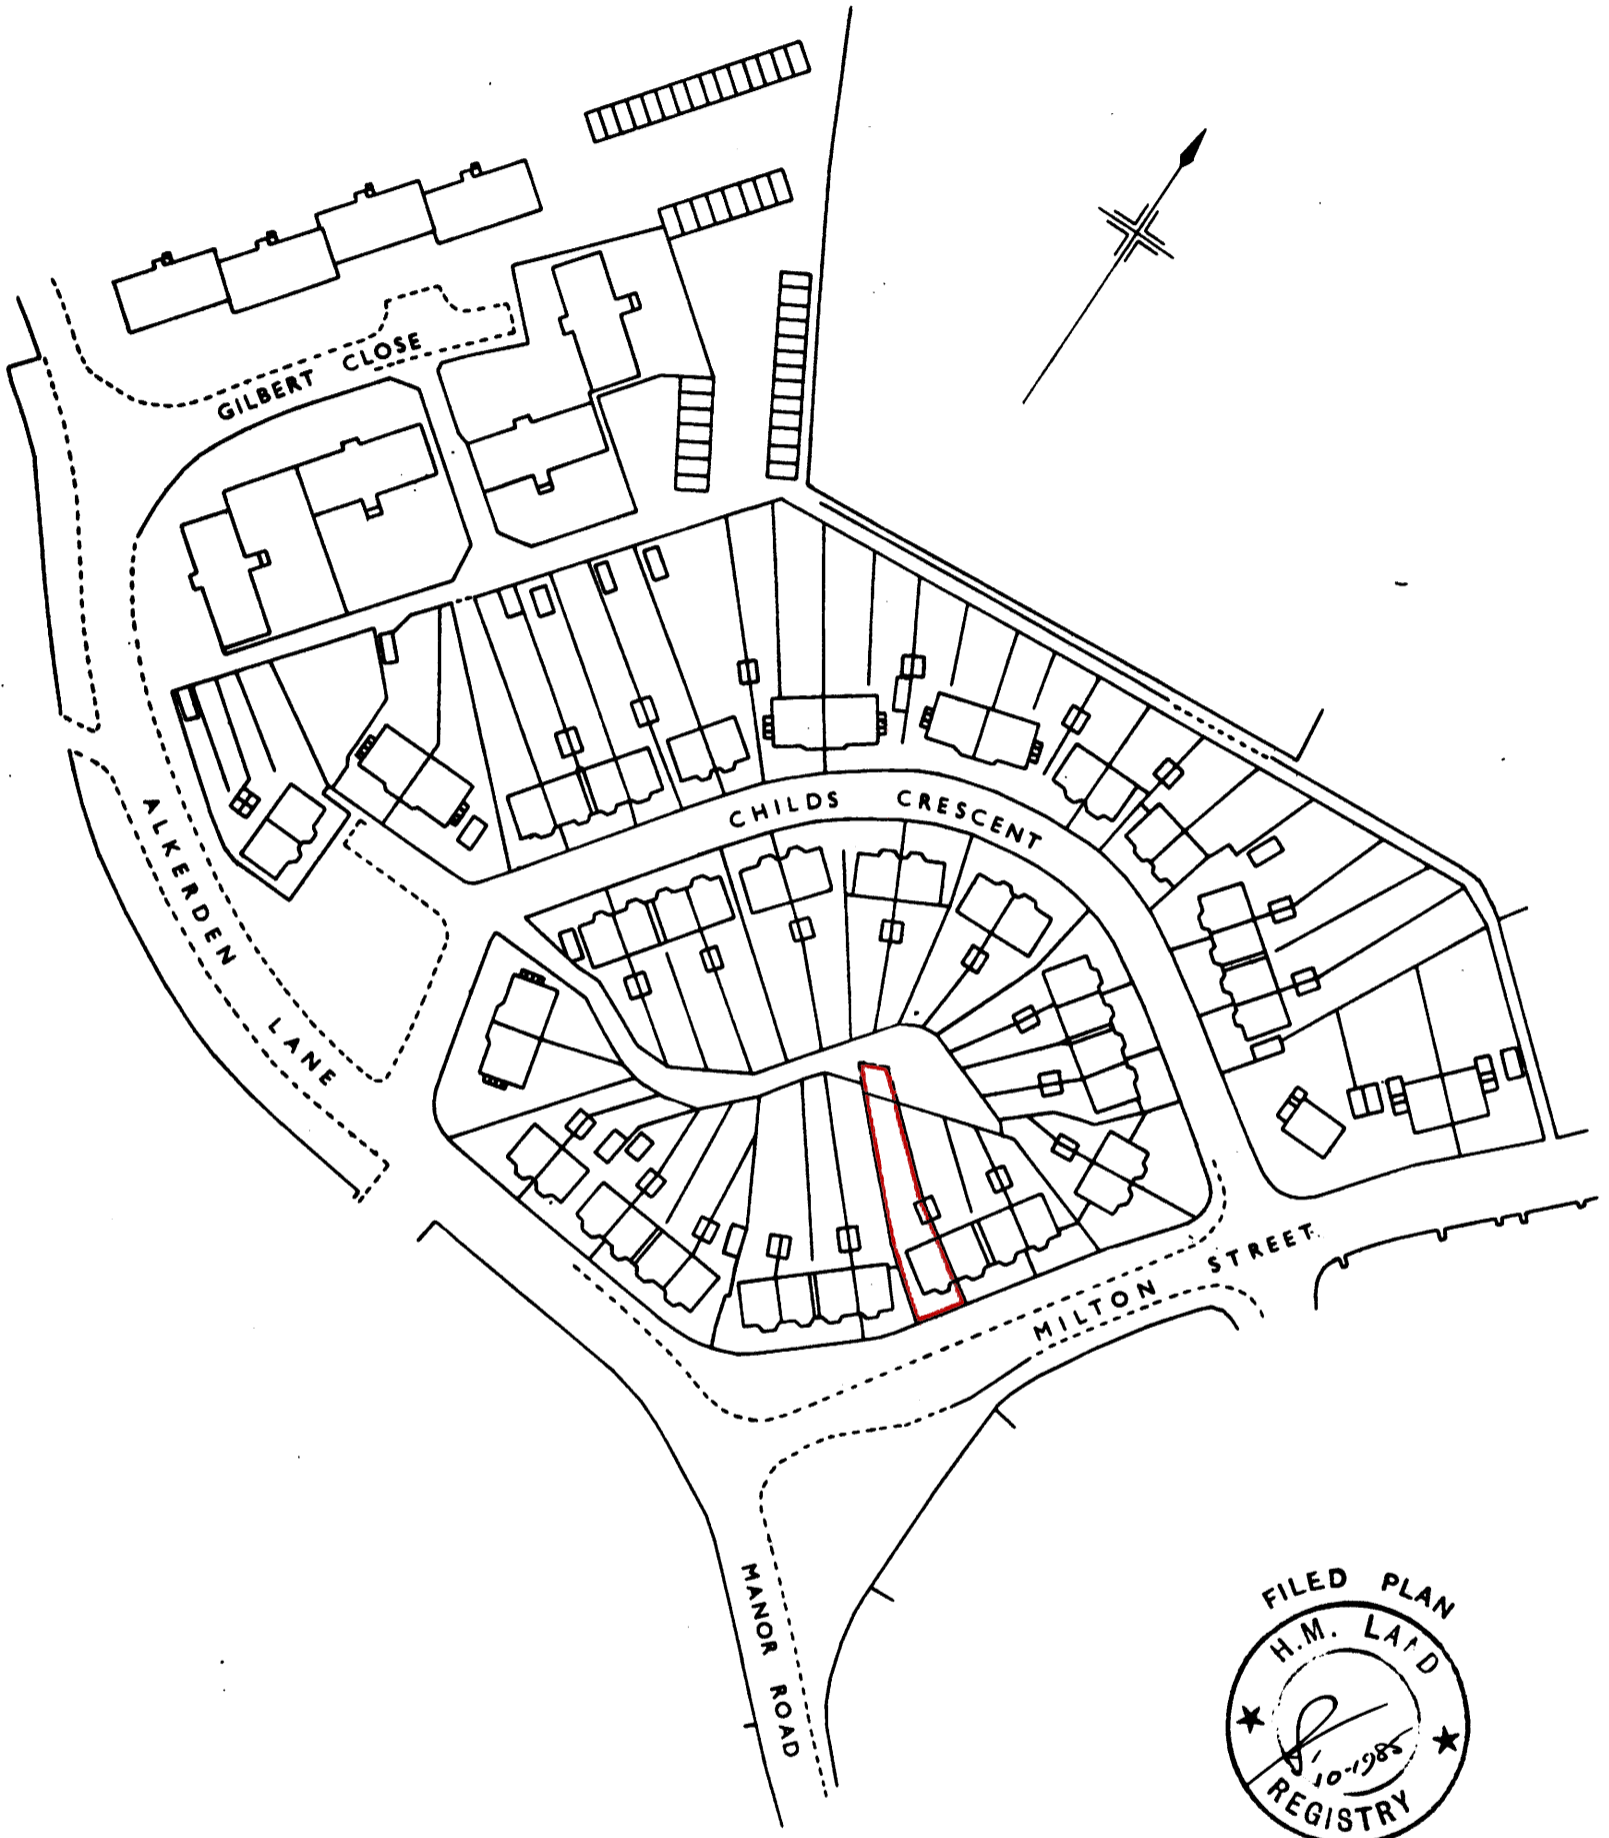 GILBERT CLOSE
CHILDS CRESCENT
ALKERDEN LANE
MILTON STREET
MANOR ROAD
FILED PLAN
H.M. LAND
10-1985
REGISTRY